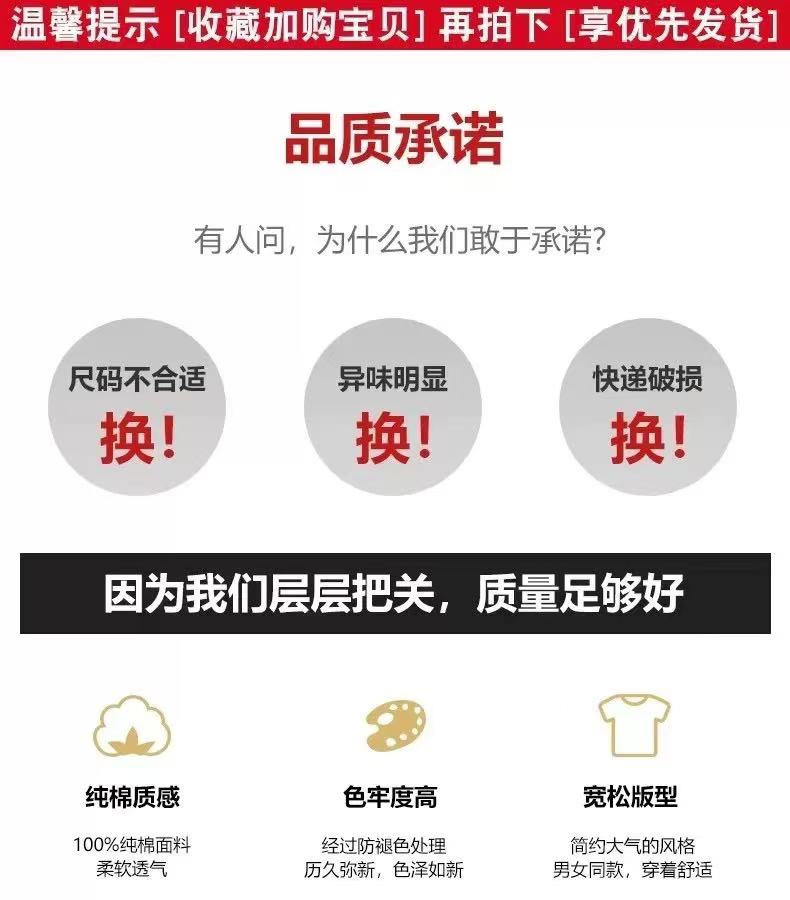 温馨提示 [收藏加购宝贝] 再拍下 [享优先发货]
品质承诺
有人问，为什么我们敢于承诺?
尺码不合适
换!
异味明显
换!
快递破损
换!
因为我们层层把关，质量足够好
纯棉质感
100%纯棉面料
柔软透气
色牢度高
经过防褪色处理
历久弥新，色泽如新
宽松版型
简约大气的风格
男女同款，穿着舒适